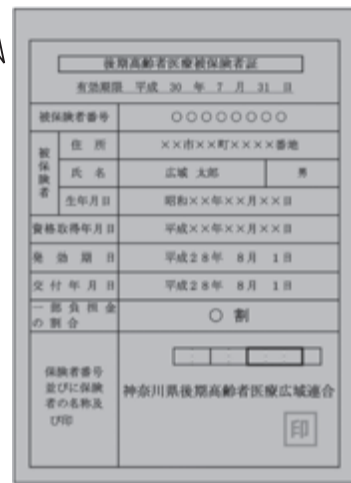 後期高齢者医療被保険者証
有効期限 平成 30 年 7 月 31 日
被保険者番号 ○○○○○○○○
被保険者
住所 ××市××町××××番地
氏名 広域 太郎 男
生年月日 昭和××年××月××日
資格取得年月日 平成××年××月××日
発効期日 平成28年 8月 1日
交付年月日 平成28年 8月 1日
一部負担金の割合 ○ 割
保険者番号
並びに保険
者の名称及
び印
神奈川県後期高齢者医療広域連合
印